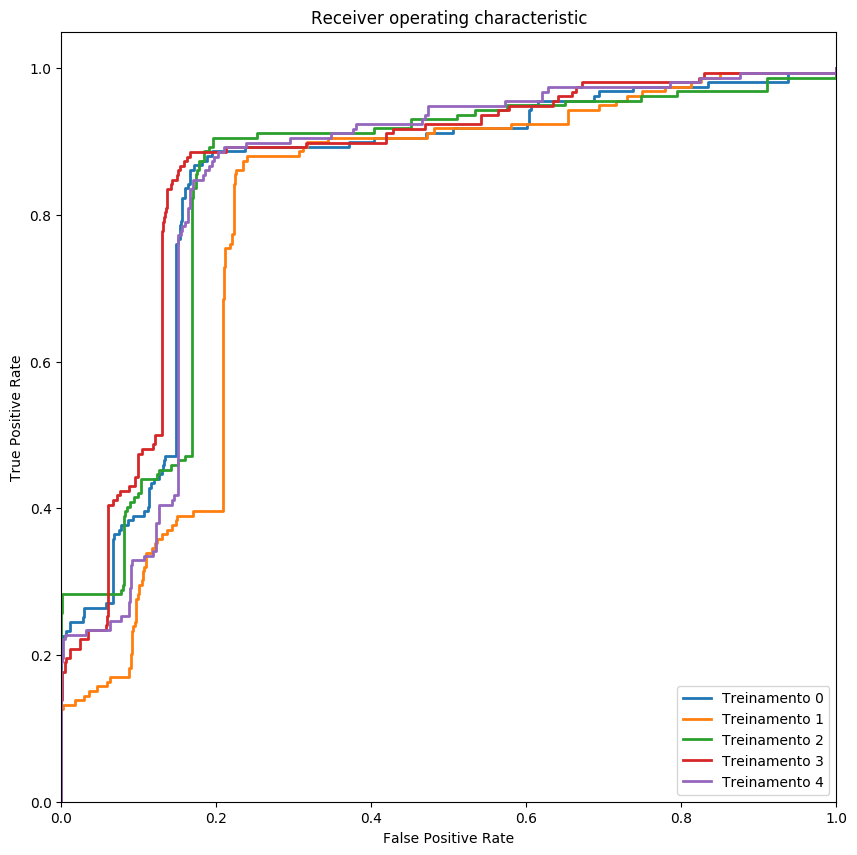 Receiver operating characteristic
True Positive Rate
1.0
0.8
0.6
0.4
0.2
0.0
Treinamento 0
Treinamento 1
Treinamento 2
Treinamento 3
Treinamento 4
0.0 0.2 0.4 0.6 0.8 1.0
False Positive Rate